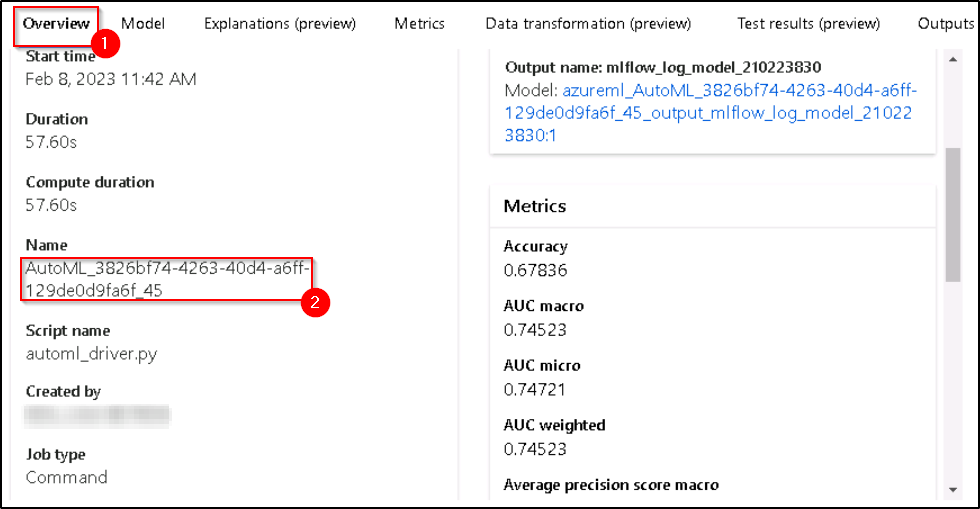 Overview Model Explanations (preview) Metrics Data transformation (preview) Test results (preview) Outputs
1
Start time
Feb 8, 2023 11:42 AM
Duration
57.60s
Compute duration
57.60s
Name
AutoML_3826bf74-4263-40d4-a6ff-
129de0d9fa6f_45
2
Script name
automl_driver.py
Created by
Job type
Command
Output name: mlflow_log_model_210223830
Model: azureml_AutoML_3826bf74-4263-40d4-a6ff-
129de0d9fa6f_45_output_mlflow_log_model_21022
3830:1
Metrics
Accuracy
0.67836
AUC macro
0.74523
AUC micro
0.74721
AUC weighted
0.74523
Average precision score macro